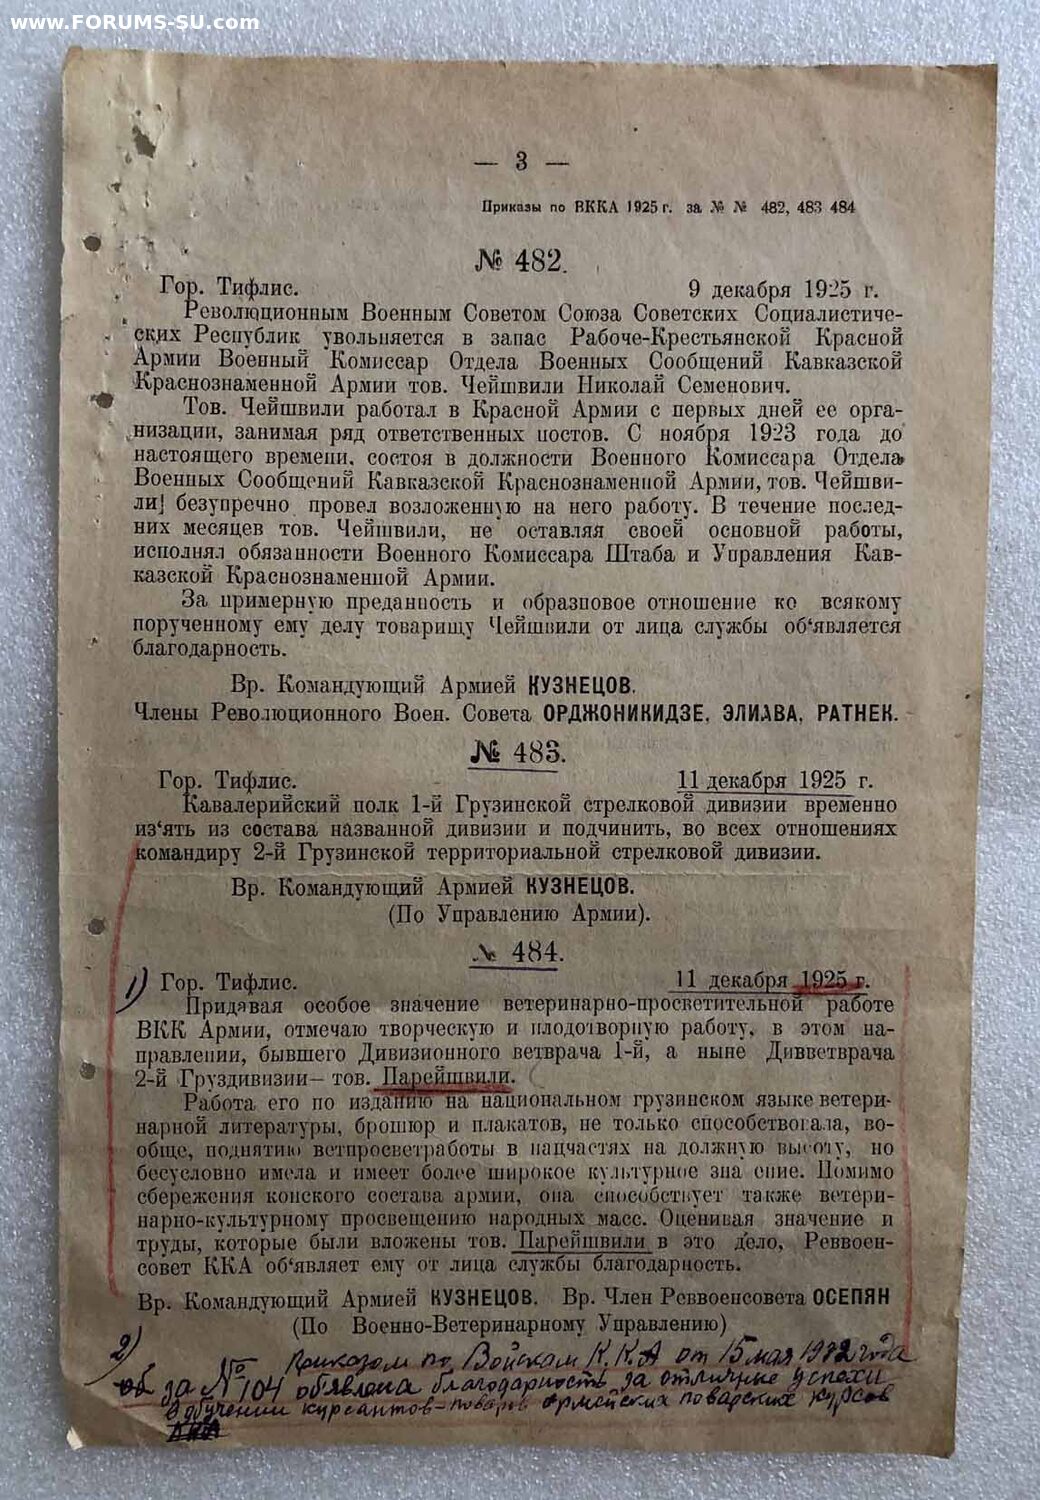 www.FORUMS-SU.com
— 3 —
Приказы по ВККА 1925 г. за № № 482, 483 484
№ 482.
Гор. Тифлис. 9 декабря 1925 г.
Революционным Военным Советом Союза Советских Социалистиче-
ских Республик увольняется в запас Рабоче-Крестьянской Красной
Армии Военный Комиссар Отдела Военных Сообщений Кавказской
Краснознаменной Армии тов. Чейшвили Николай Семенович.
Тов. Чейшвили работал в Красной Армии с первых дней ее орга-
низации, занимая ряд ответственных постов. С ноября 1923 года до
настоящего времени, состоя в должности Военного Комиссара Отдела
Военных Сообщений Кавказской Краснознаменной Армии, тов. Чейшви-
ли безупречно провел возложенную на него работу. В течение послед-
них месяцев тов. Чейшвили, не оставляя своей основной работы,
исполнял обязанности Военного Комиссара Штаба и Управления Кав-
казской Краснознаменной Армии.
За примерную преданность и образцовое отношение ко всякому
порученному ему делу товарищу Чейшвили от лица службы об‘является
благодарность.
Вр. Командующий Армией КУЗНЕЦОВ.
Члены Революционного Воен. Совета ОРДЖОНИКИДЗЕ, ЭЛИАВА, РАТНЕК.
№ 483.
Гор. Тифлис. 11 декабря 1925 г.
Кавалерийский полк 1-й Грузинской стрелковой дивизии временно
из‘ять из состава названной дивизии и подчинить, во всех отношениях
командиру 2-й Грузинской территориальной стрелковой дивизии.
Вр. Командующий Армией КУЗНЕЦОВ.
(По Управлению Армии).
№ 484.
1) Гор. Тифлис. 11 декабря 1925 г.
Придавая особое значение ветеринарно-просветительной работе
ВКК Армии, отмечаю творческую и плодотворную работу, в этом на-
правлении, бывшего Дивизионного ветврача 1-й, а ныне Дивветврача
2-й Груздивизии— тов. Парейшвили.
Работа его по изданию на национальном грузинском языке ветери-
нарной литературы, брошюр и плакатов, не только способствовала, во-
обще, поднятию ветпросветработы в нацчастях на должную высоту, но
бесусловно имела и имеет более широкое культурное зна ение. Помимо
сбережения конского состава армии, она способствует также ветери-
нарно-культурному просвещению народных масс. Оценивая значение и
труды, которые были вложены тов. Парейшвили в это дело, Реввоен-
совет ККА об‘являет ему от лица службы благодарность.
Вр. Командующий Армией КУЗНЕЦОВ. Вр. Член Реввоенсовета ОСЕПЯН
(По Военно-Ветеринарному Управлению)
2) Приказом по Войскам К.К.А от 15 мая 1932 года
за № 104 объявлена благодарность за отличные успехи
в обучении курсантов-поваров Армейских поварских курсов